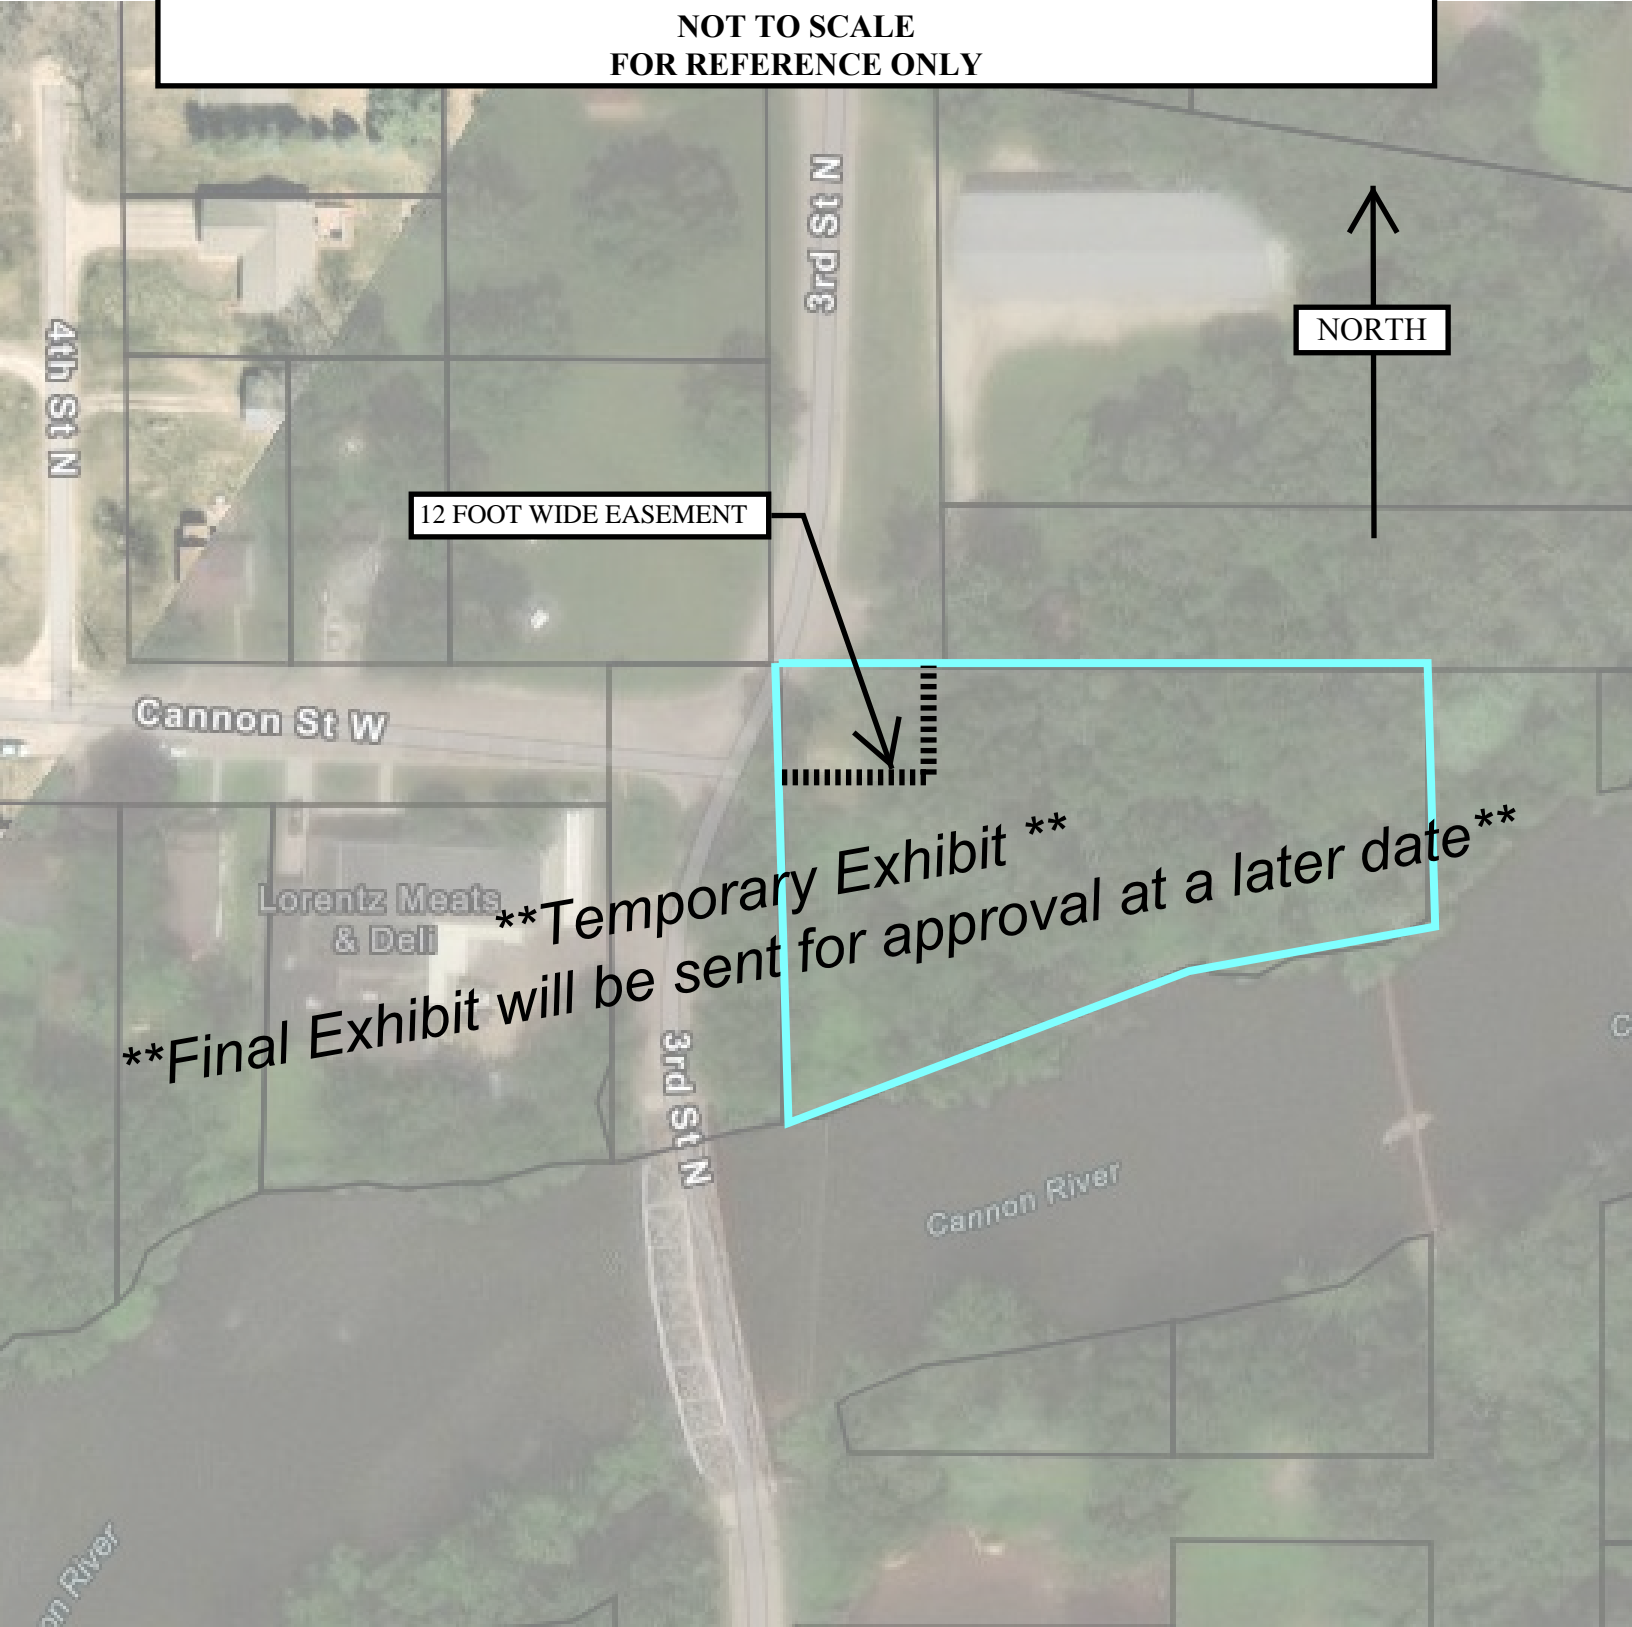 NOT TO SCALE
FOR REFERENCE ONLY
3rd St N
NORTH
4th St N
12 FOOT WIDE EASEMENT
Cannon St W
**Temporary Exhibit **
**Final Exhibit will be sent for approval at a later date**
Lorentz Meats
& Deli
3rd St N
Cannon River
River